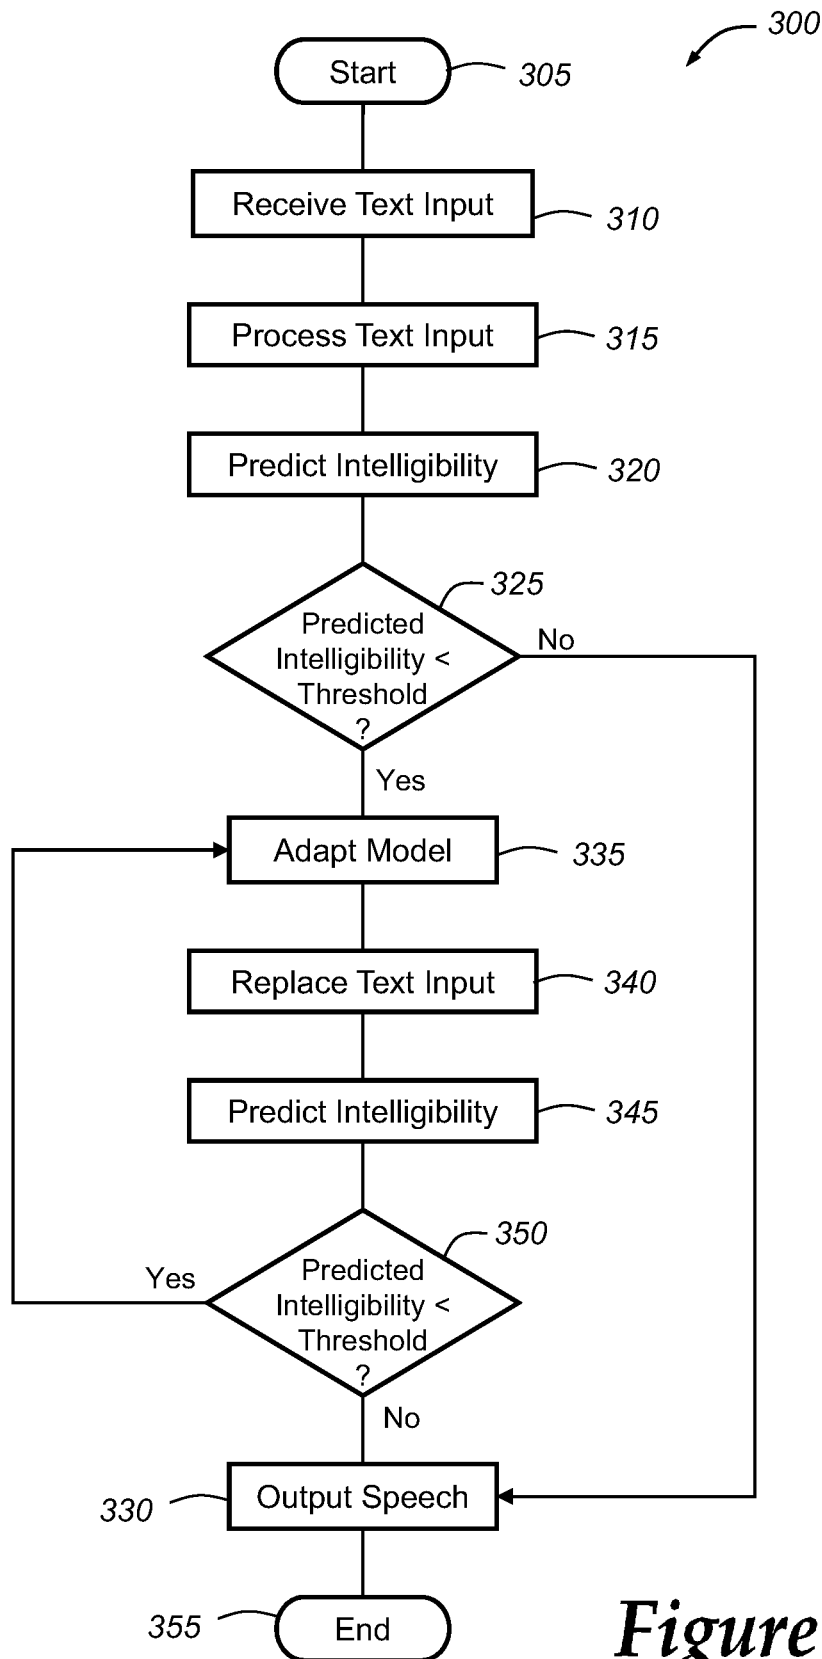 300
Start
305
Receive Text Input
310
Process Text Input
315
Predict Intelligibility
320
325
Predicted
Intelligibility <
Threshold
?
No
Yes
Adapt Model
335
Replace Text Input
340
Predict Intelligibility
345
350
Yes
Predicted
Intelligibility <
Threshold
?
No
Output Speech
330
End
355
Figure